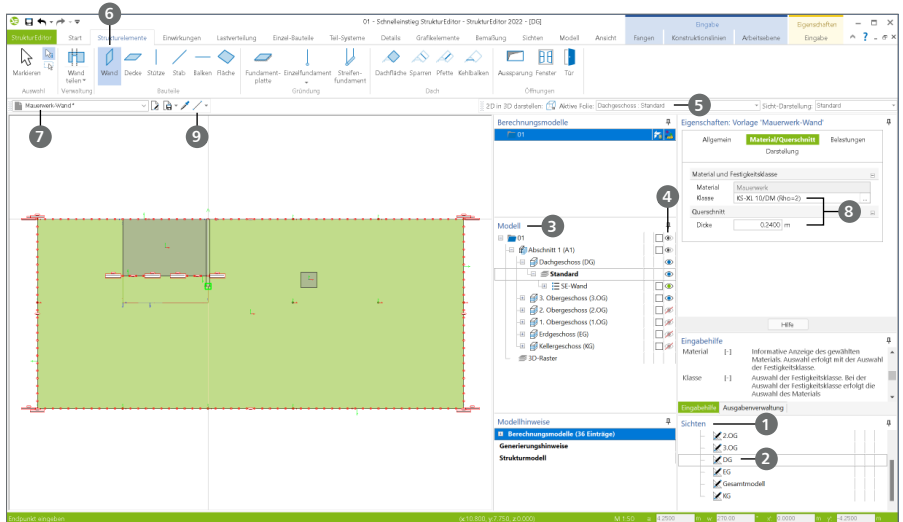 6
01 - Schnelleinstieg StrukturEditor - StrukturEditor 2022 - [DG]
Eingabe
Eigenschaften
StrukturEditor Start Strukturelemente Einwirkungen Lastverteilung Einzel-Bauteile Teil-Systeme Details Grafikelemente Bemaßung Sichten Modell Ansicht Fangen Konstruktionslinien Arbeitsebene Eingabe
Markieren Wand teilen Wand Decke Stütze Stab Balken Fläche Fundament-platte Einzelfundament Streifen-fundament Dachfläche Sparren Pfette Kehlbalken Aussparung Fenster Tür
Auswahl Verwaltung Bauteile Gründung Dach Öffnungen
Mauerwerk-Wand*
2D in 3D darstellen: Aktive Folie: Dachgeschoss : Standard
5
Sicht-Darstellung: Standard
7
9
Berechnungsmodelle
01
Modell
3
4
01
Abschnitt 1 (A1)
Dachgeschoss (DG)
Standard
SE-Wand
3. Obergeschoss (3.OG)
2. Obergeschoss (2.OG)
1. Obergeschoss (1.OG)
Erdgeschoss (EG)
Kellergeschoss (KG)
3D-Raster
Modellhinweise
Berechnungsmodelle (36 Einträge)
Generierungshinweise
Strukturmodell
Eigenschaften: Vorlage 'Mauerwerk-Wand'
Allgemein Material/Querschnitt Belastungen
Darstellung
Material und Festigkeitsklasse
Material Mauerwerk
Klasse KS-XL 10/DM (Rho=2) ...
8
Querschnitt
Dicke 0.2400 m
Hilfe
Eingabehilfe
Material [-] Informative Anzeige des gewählten
Materials. Auswahl erfolgt mit der Auswahl
der Festigkeitsklasse.
Klasse [-] Auswahl der Festigkeitsklasse. Bei der
Auswahl der Festigkeitsklasse erfolgt die
Auswahl des Materials
Eingabehilfe Ausgabenverwaltung
Sichten
1
2.OG
3.OG
DG
2
EG
Gesamtmodell
KG
Endpunkt eingeben
(x:10.800; y:7.750; z:0.000)
M 1:50